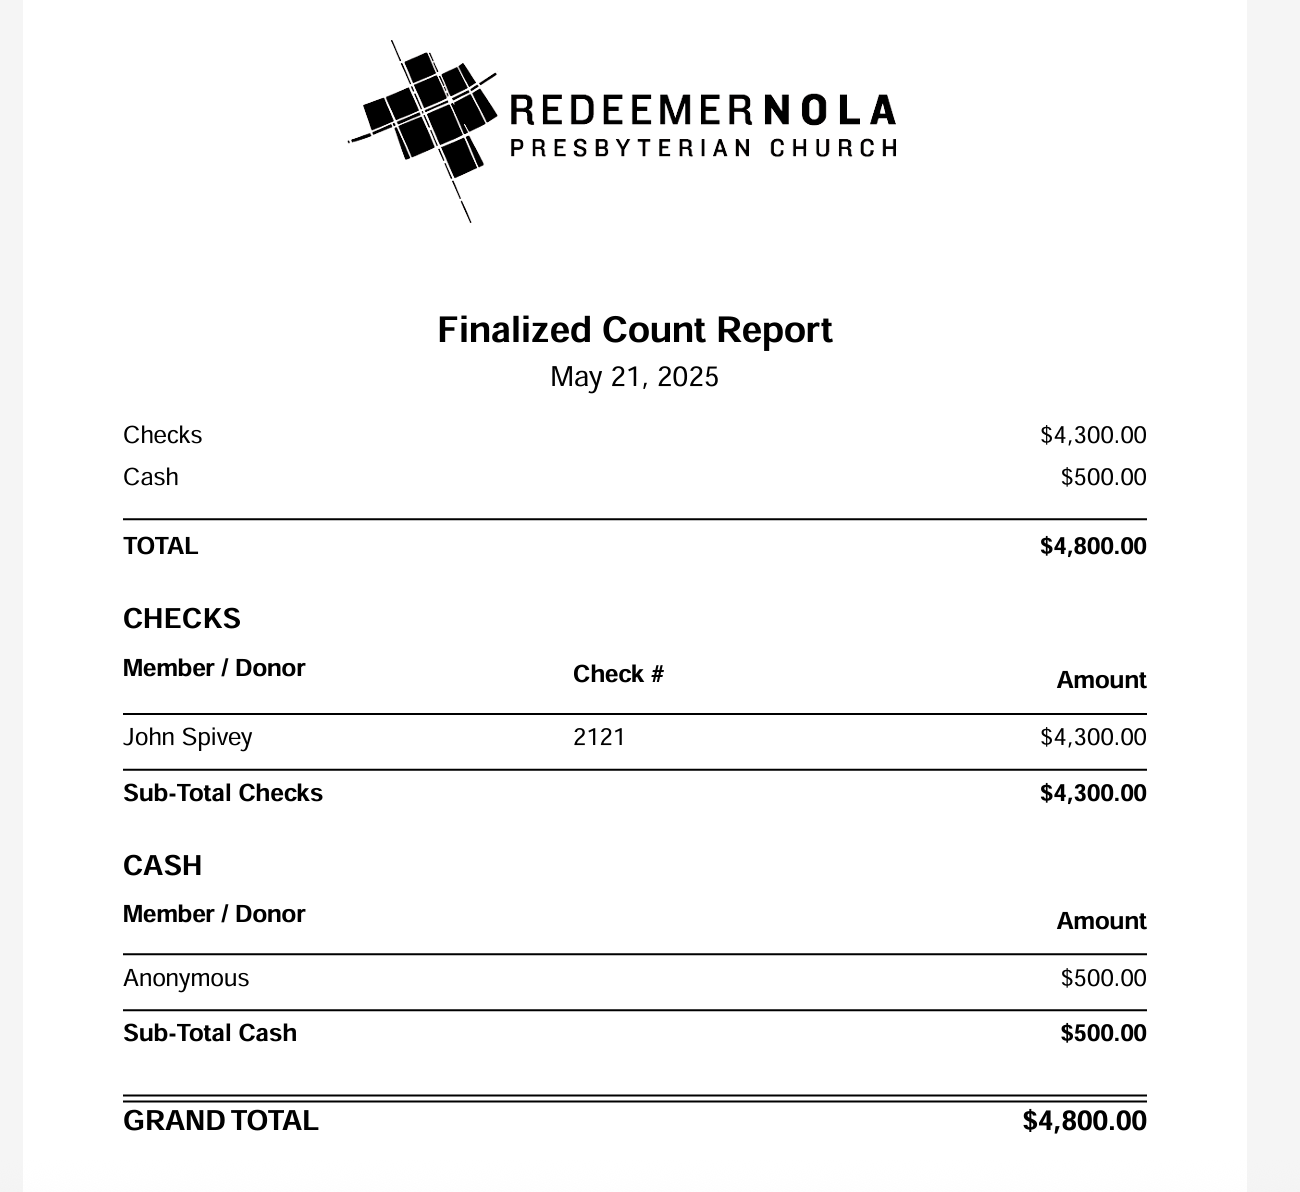 REDEEMERNOLA
PRESBYTERIAN CHURCH
Finalized Count Report
May 21, 2025
Checks $4,300.00
Cash $500.00
TOTAL $4,800.00
CHECKS
Member / Donor Check # Amount
John Spivey 2121 $4,300.00
Sub-Total Checks $4,300.00
CASH
Member / Donor Amount
Anonymous $500.00
Sub-Total Cash $500.00
GRAND TOTAL $4,800.00